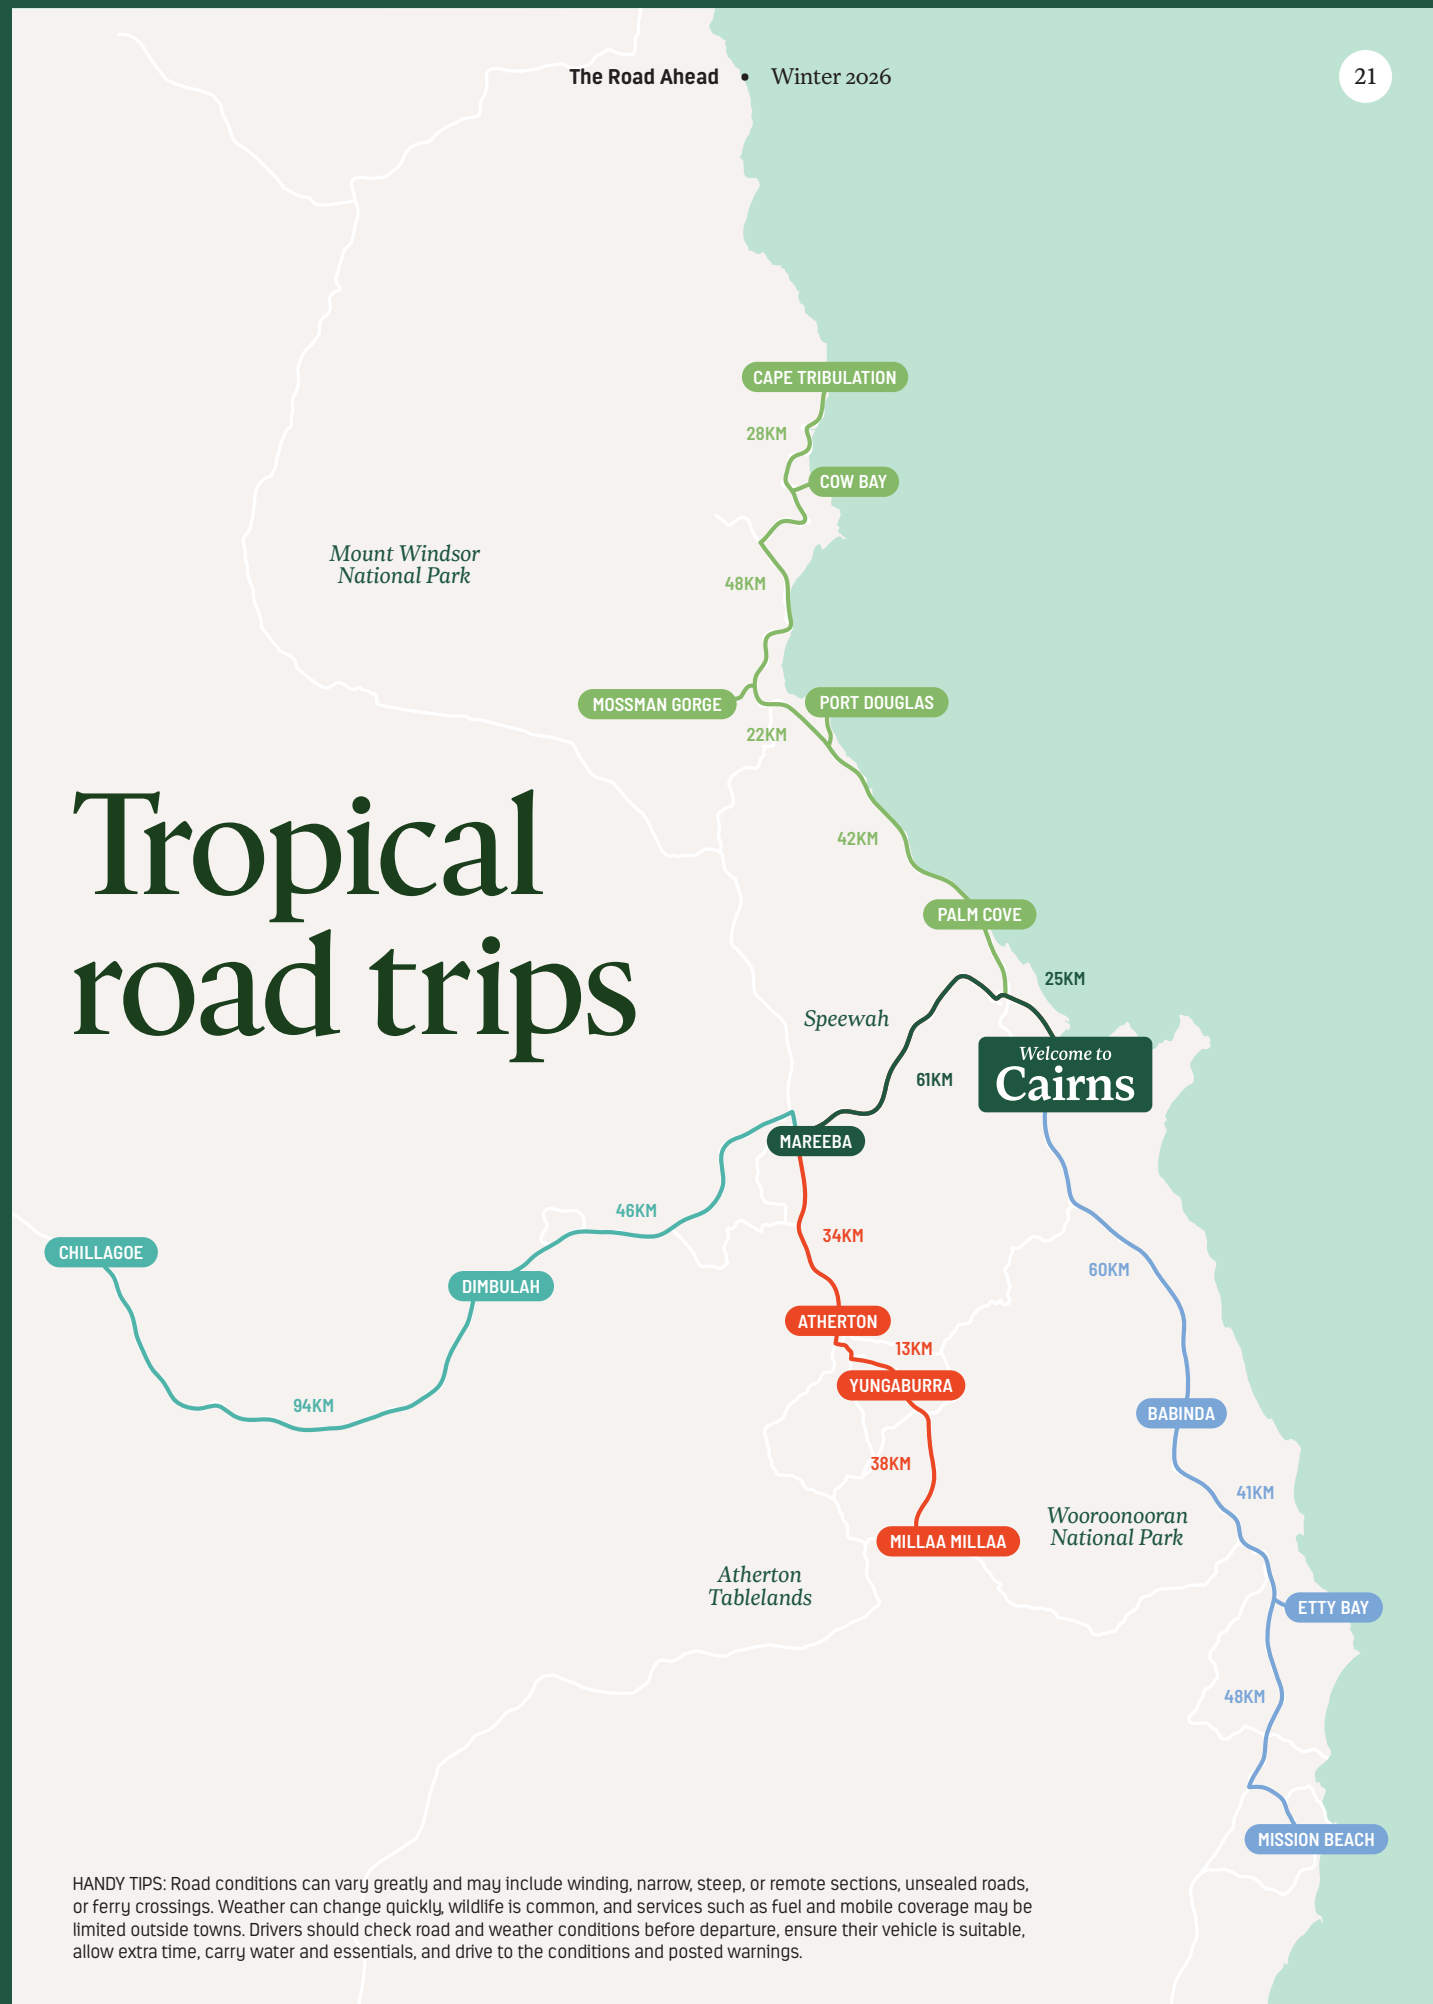 The Road Ahead • Winter 2026
21
CAPE TRIBULATION
28KM
COW BAY
Mount Windsor
National Park
48KM
MOSSMAN GORGE
PORT DOUGLAS
22KM
Tropical
road trips
42KM
PALM COVE
25KM
Speewah
Welcome to
Cairns
61KM
MAREEBA
46KM
34KM
CHILLAGOE
DIMBULAH
60KM
ATHERTON
13KM
YUNGABURRA
94KM
BABINDA
38KM
41KM
Wooroonooran
National Park
MILLAA MILLAA
Atherton
Tablelands
ETTY BAY
48KM
MISSION BEACH
HANDY TIPS: Road conditions can vary greatly and may include winding, narrow, steep, or remote sections, unsealed roads,
or ferry crossings. Weather can change quickly, wildlife is common, and services such as fuel and mobile coverage may be
limited outside towns. Drivers should check road and weather conditions before departure, ensure their vehicle is suitable,
allow extra time, carry water and essentials, and drive to the conditions and posted warnings.